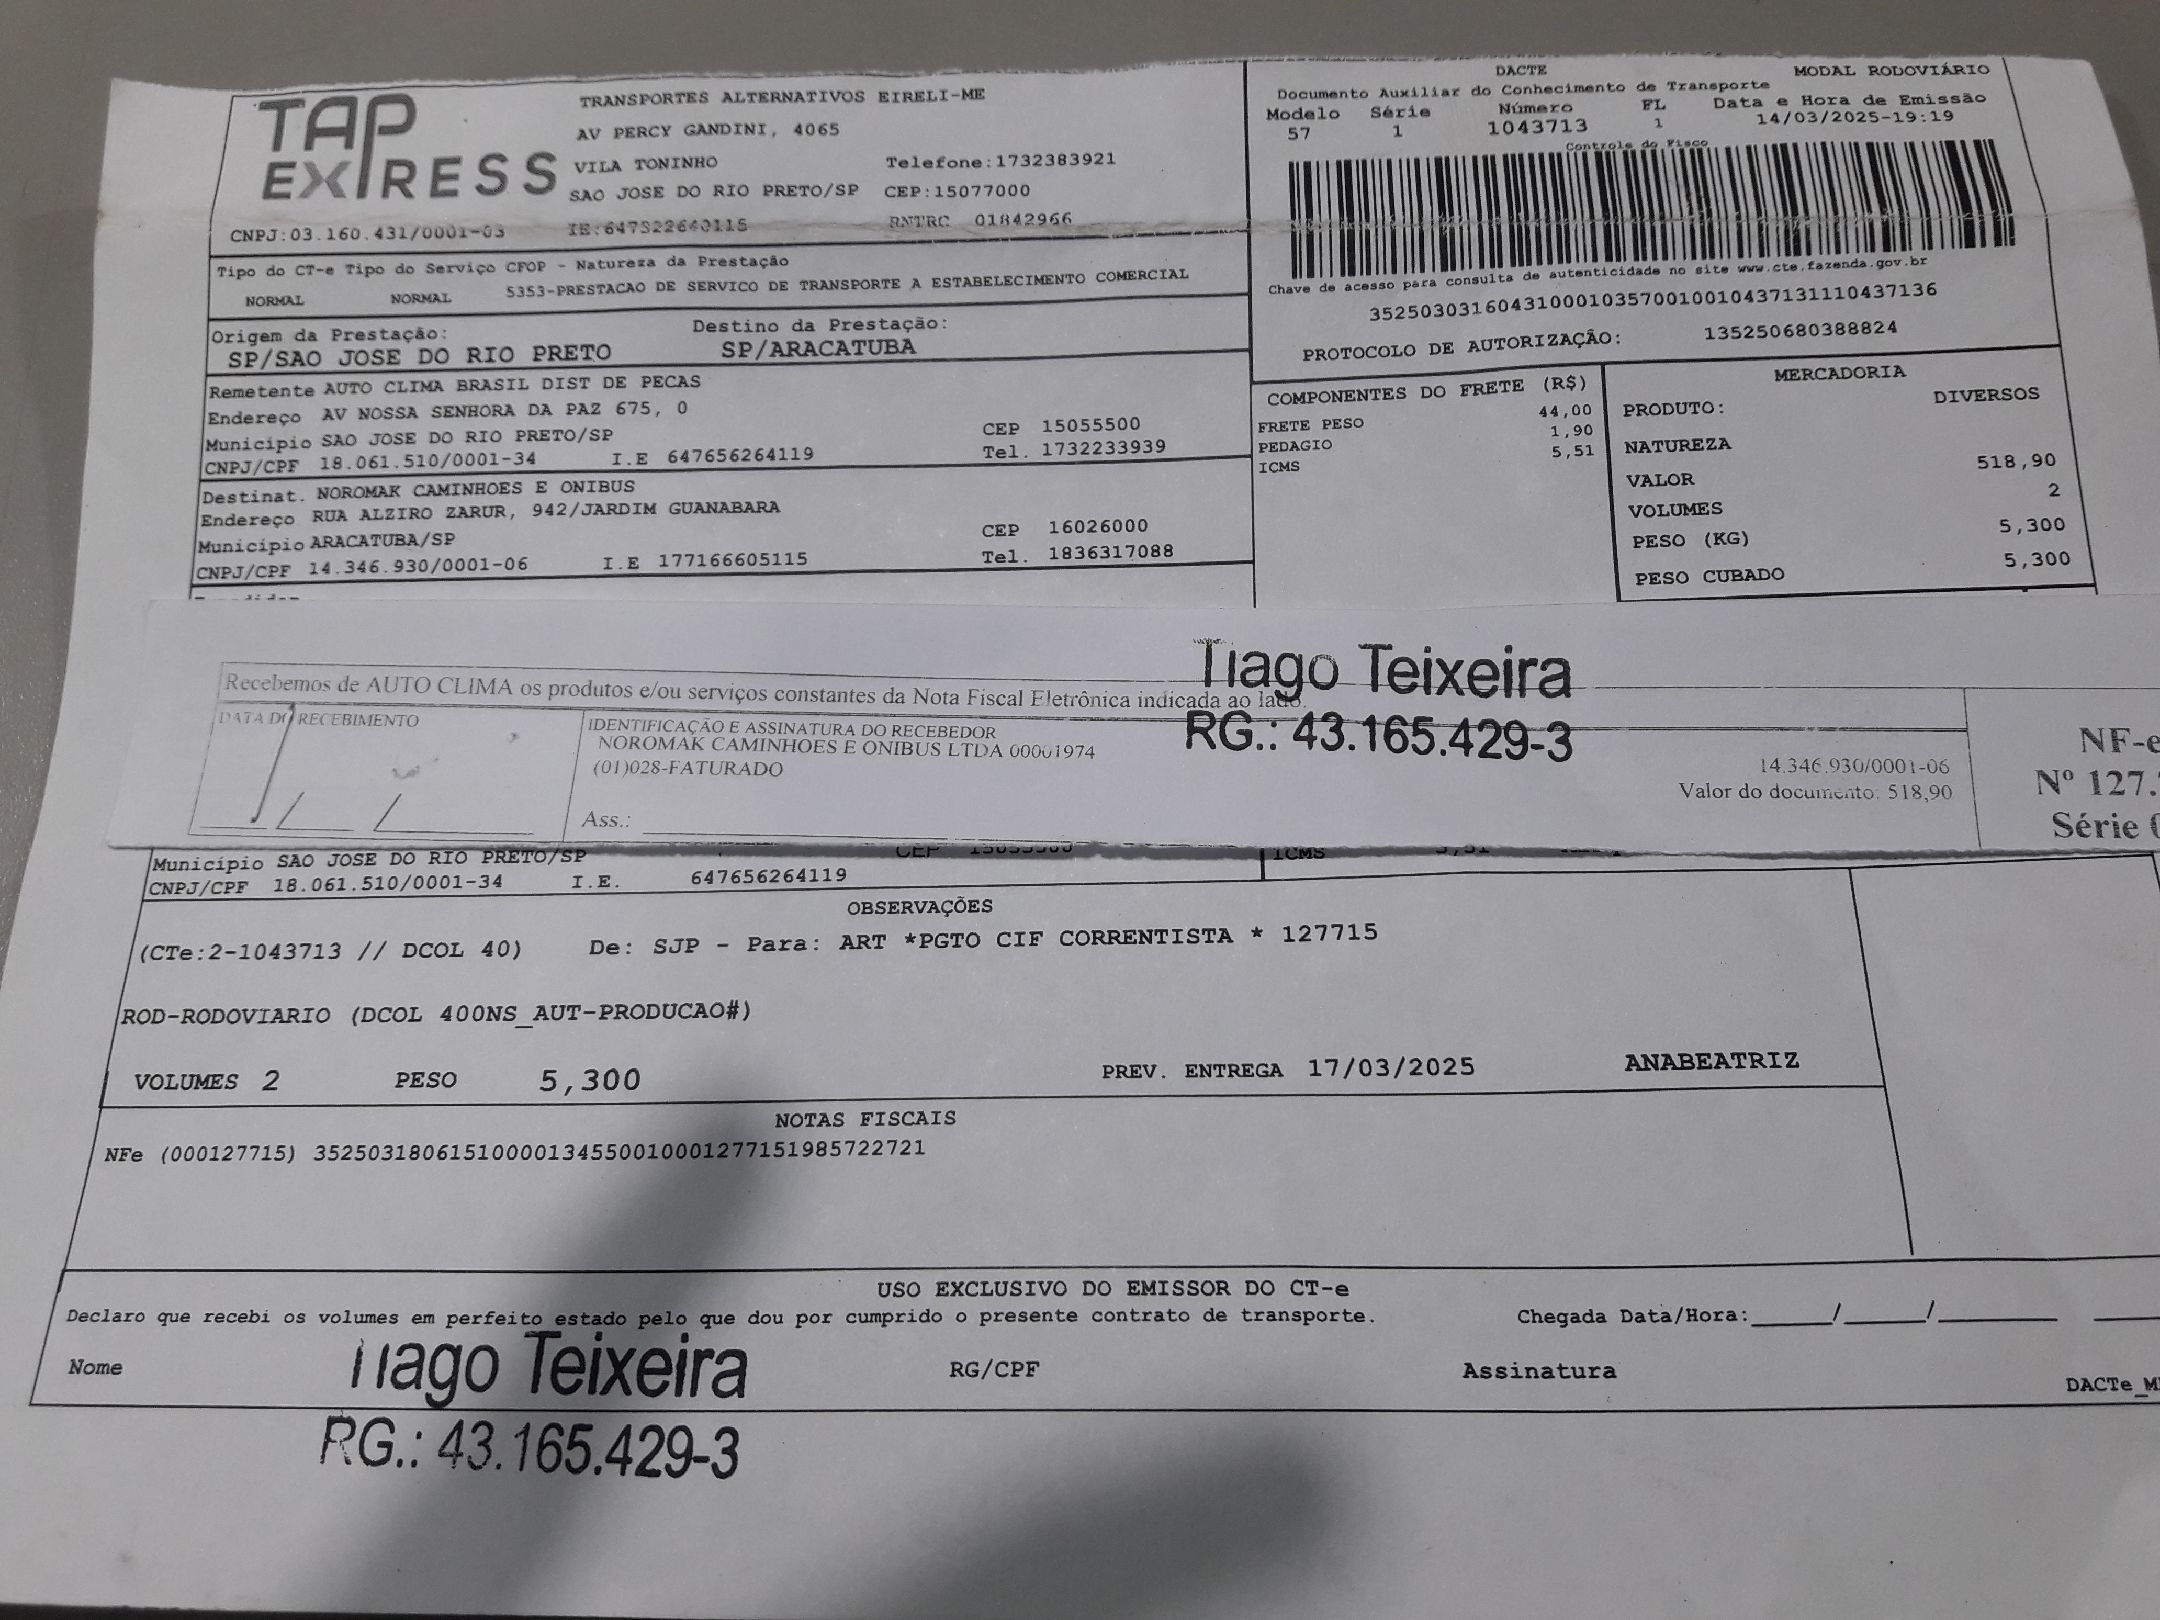 TAP EXPRESS
TRANSPORTES ALTERNATIVOS EIRELI-ME
AV PERCY GANDINI, 4065
VILA TONINHO Telefone:1732383921
SAO JOSE DO RIO PRETO/SP CEP:15077000
CNPJ:03.160.431/0001-03 IE:647322640115 RNTRC 01842966
DACTE MODAL RODOVIÁRIO
Documento Auxiliar do Conhecimento de Transporte
Modelo Série Número FL Data e Hora de Emissão
57 1 1043713 1 14/03/2025-19:19
Controle do Fisco
Chave de acesso para consulta de autenticidade no site www.cte.fazenda.gov.br
35250303160431000103570010010437131110437136
PROTOCOLO DE AUTORIZAÇÃO: 135250680388824
Tipo do CT-e Tipo do Serviço CFOP - Natureza da Prestação
NORMAL NORMAL 5353-PRESTACAO DE SERVICO DE TRANSPORTE A ESTABELECIMENTO COMERCIAL
Origem da Prestação: Destino da Prestação:
SP/SAO JOSE DO RIO PRETO SP/ARACATUBA
Remetente AUTO CLIMA BRASIL DIST DE PECAS
Endereço AV NOSSA SENHORA DA PAZ 675, 0
Município SAO JOSE DO RIO PRETO/SP CEP 15055500
CNPJ/CPF 18.061.510/0001-34 I.E 647656264119 Tel. 1732233939
Destinat. NOROMAK CAMINHOES E ONIBUS
Endereço RUA ALZIRO ZARUR, 942/JARDIM GUANABARA
Município ARACATUBA/SP CEP 16026000
CNPJ/CPF 14.346.930/0001-06 I.E 177166605115 Tel. 1836317088
COMPONENTES DO FRETE (R$)
FRETE PESO 44,00
PEDAGIO 1,90
ICMS 5,51
MERCADORIA
PRODUTO: DIVERSOS
NATUREZA
VALOR 518,90
VOLUMES 2
PESO (KG) 5,300
PESO CUBADO 5,300
Tiago Teixeira
RG.: 43.165.429-3
Recebemos de AUTO CLIMA os produtos e/ou serviços constantes da Nota Fiscal Eletrônica indicada ao lado.
DATA DO RECEBIMENTO
IDENTIFICAÇÃO E ASSINATURA DO RECEBEDOR
NOROMAK CAMINHOES E ONIBUS LTDA 00001974
(01)028-FATURADO
Ass.:
14.346.930/0001-06
Valor do documento: 518,90
NF-e
Nº 127.
Série
Município SAO JOSE DO RIO PRETO/SP CEP ICMS
CNPJ/CPF 18.061.510/0001-34 I.E. 647656264119
OBSERVAÇÕES
(CTe:2-1043713 // DCOL 40) De: SJP - Para: ART *PGTO CIF CORRENTISTA * 127715
ROD-RODOVIARIO (DCOL 400NS_AUT-PRODUCAO#)
VOLUMES 2 PESO 5,300 PREV. ENTREGA 17/03/2025 ANABEATRIZ
NOTAS FISCAIS
NFe (000127715) 35250318061510000134550010001277151985722721
USO EXCLUSIVO DO EMISSOR DO CT-e
Declaro que recebi os volumes em perfeito estado pelo que dou por cumprido o presente contrato de transporte. Chegada Data/Hora:_____/_____/_______
Nome Tiago Teixeira RG/CPF Assinatura
DACTe_M
RG.: 43.165.429-3